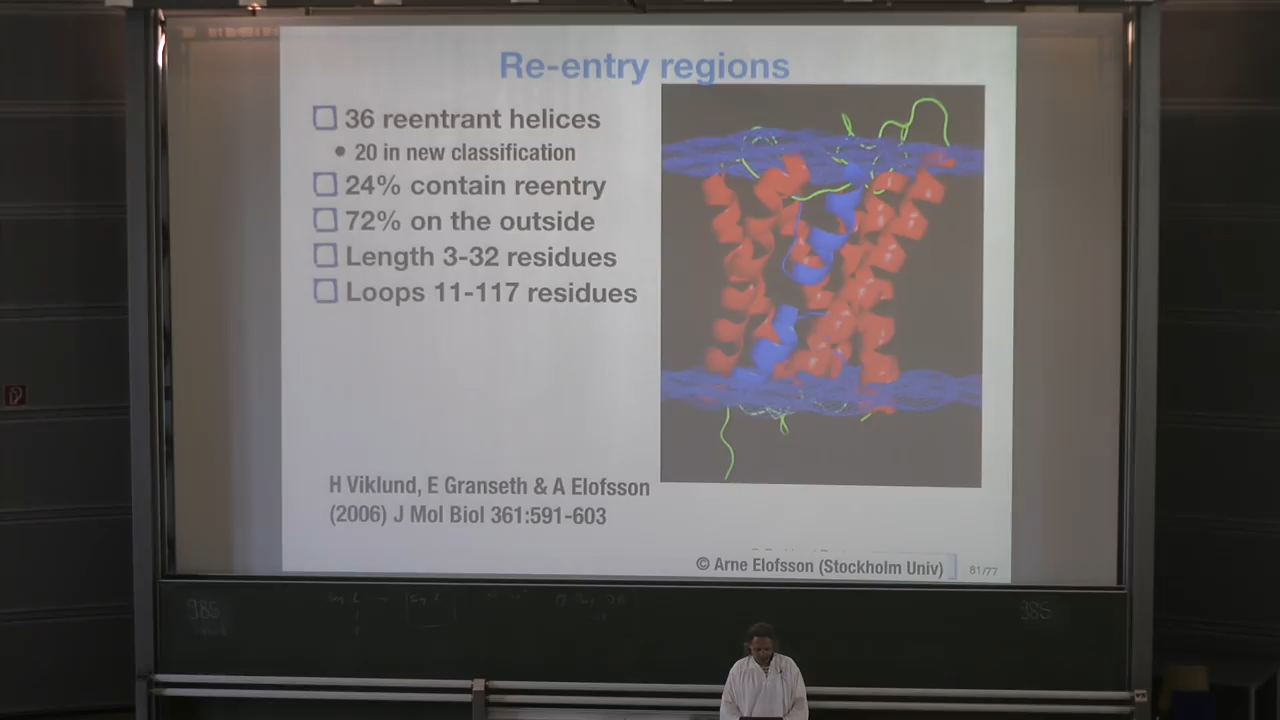 Re-entry regions
36 reentrant helices
20 in new classification
24% contain reentry
72% on the outside
Length 3-32 residues
Loops 11-117 residues
H Viklund, E Granseth & A Elofsson
(2006) J Mol Biol 361:591-603
© Arne Elofsson (Stockholm Univ)
81/77